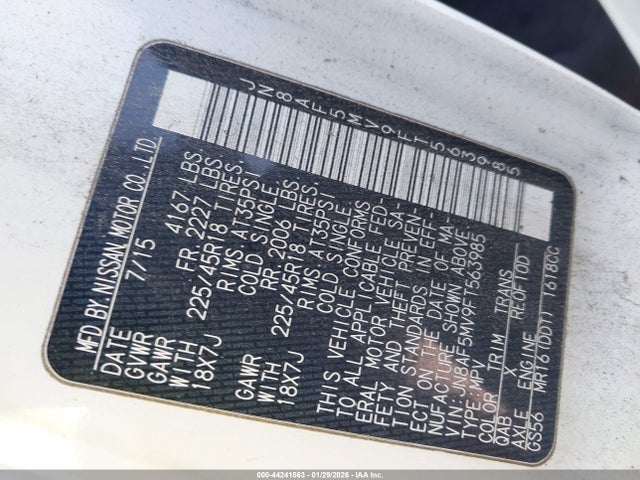 JN8AF5MV9FT563985
MFD BY NISSAN MOTOR CO., LTD.
DATE 7/15
GVWR 4167 LBS
GAWR FR 2227 LBS
WITH 225/45R18 TIRES,
18X7J RIMS AT35PSI
COLD SINGLE.
GAWR RR 2006 LBS
WITH 225/45R18 TIRES,
18X7J RIMS AT35PSI
COLD SINGLE.
THIS VEHICLE CONFORMS
TO ALL APPLICABLE FED-
ERAL MOTOR VEHICLE SA-
FETY AND THEFT PREVEN-
TION STANDARDS IN EFF-
ECT ON THE DATE OF MA-
NUFACTURE SHOWN ABOVE.
VIN:JN8AF5MV9FT563985
TYPE:MPV
COLOR TRIM TRANS
QAB X RE0F10D
AXLE ENGINE
GS56 MR16(DDT) 1618CC
000-44241563 | 01/29/2026 - IAA Inc.